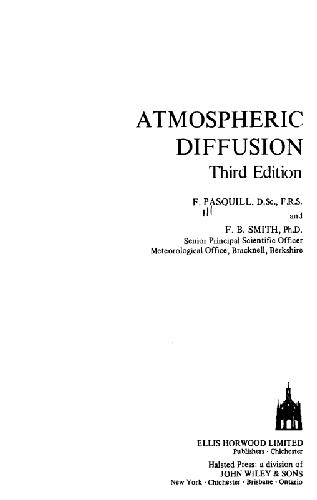 ATMOSPHERIC
DIFFUSION
Third Edition
F. PASQUILL, D.Sc., F.R.S.
and
F. B. SMITH, Ph.D.
Senior Principal Scientific Officer
Meteorological Office, Bracknell, Berkshire
ELLIS HORWOOD LIMITED
Publishers · Chichester
Halsted Press: a division of
JOHN WILEY & SONS
New York · Chichester · Brisbane · Ontario